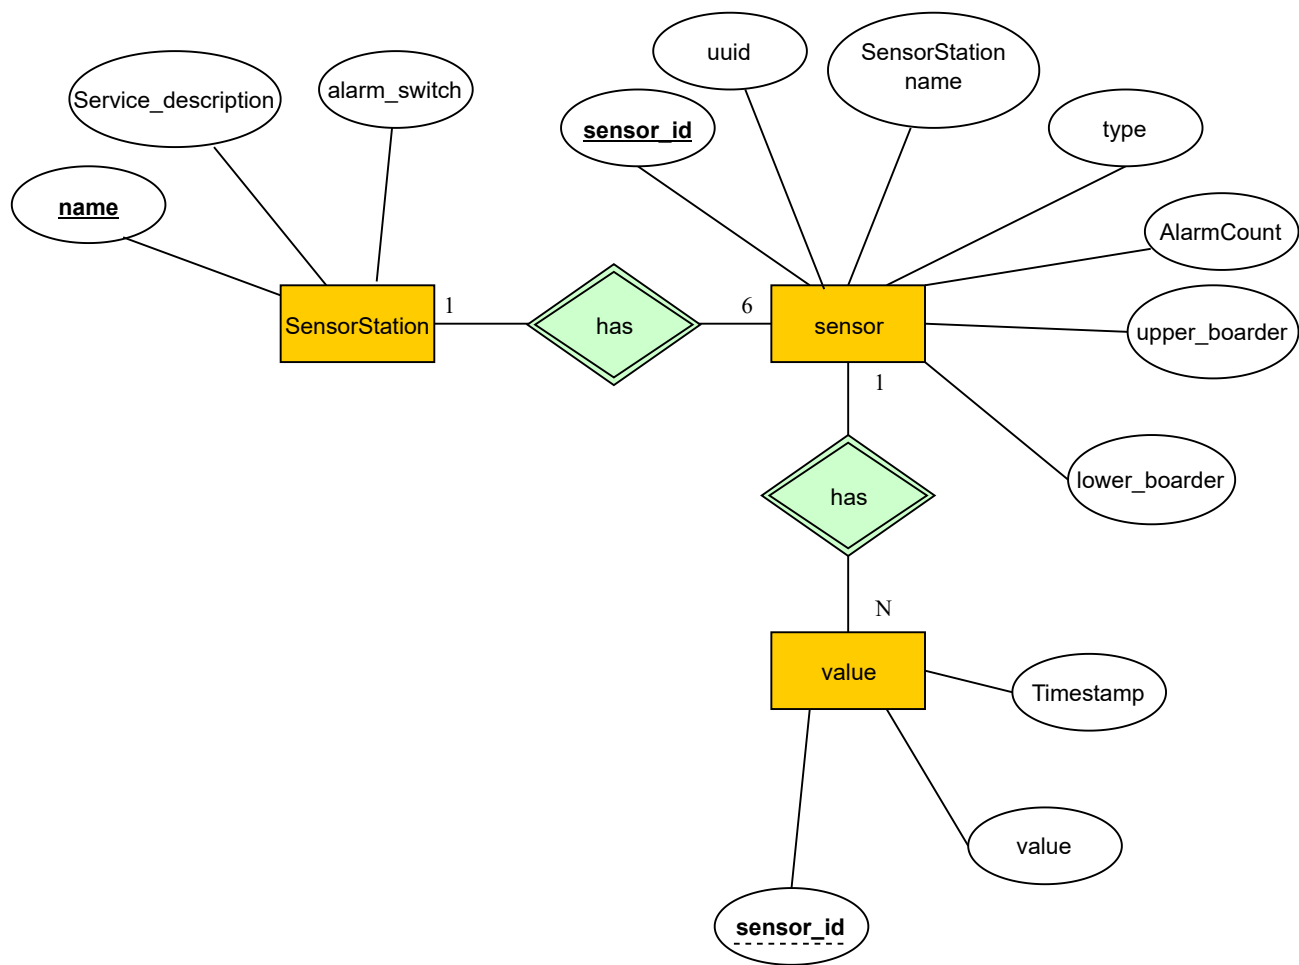 uuid
SensorStation
name
Service_description
alarm_switch
sensor_id
type
name
AlarmCount
SensorStation
1
has
6
sensor
upper_boarder
1
lower_boarder
has
N
value
Timestamp
value
sensor_id